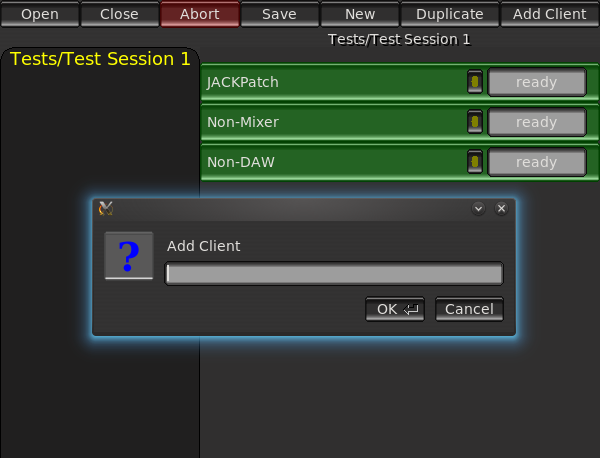 Open Close Abort Save New Duplicate Add Client
Tests/Test Session 1
Tests/Test Session 1
JACKPatch ready
Non-Mixer ready
Non-DAW ready
?
Add Client
OK Cancel